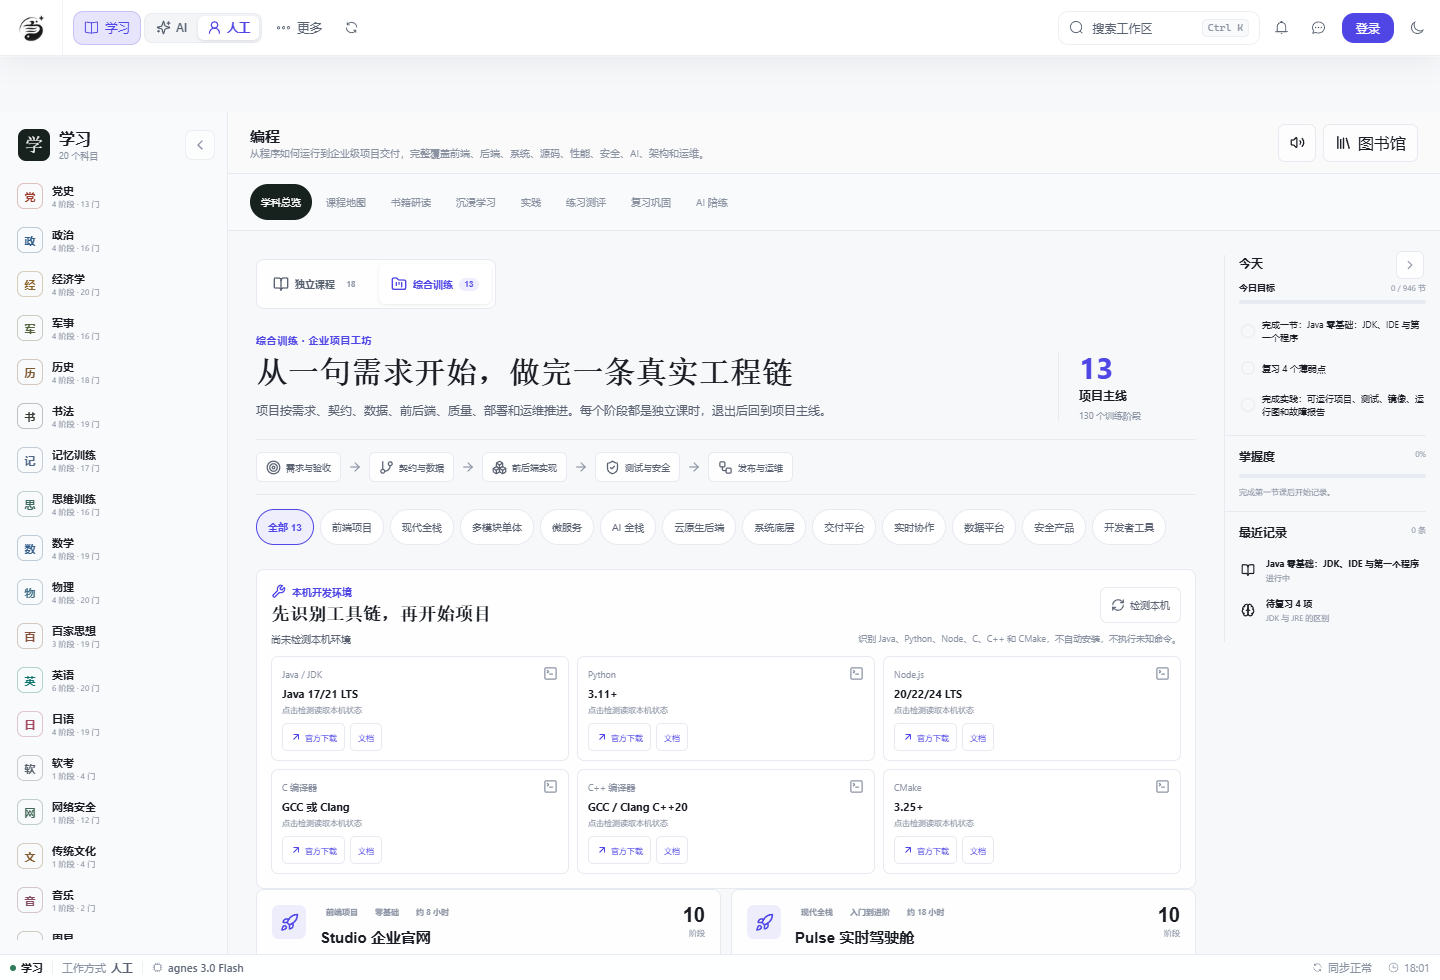 学习
AI
人工
更多
搜索工作区
Ctrl K
登录
学
学习
20 个科目
党
党史
4 阶段 · 13 门
政
政治
4 阶段 · 16 门
经
经济学
4 阶段 · 20 门
军
军事
4 阶段 · 16 门
历
历史
4 阶段 · 18 门
书
书法
4 阶段 · 19 门
记
记忆训练
4 阶段 · 17 门
思
思维训练
4 阶段 · 16 门
数
数学
4 阶段 · 19 门
物
物理
4 阶段 · 20 门
百
百家思想
3 阶段 · 19 门
英
英语
6 阶段 · 20 门
日
日语
4 阶段 · 19 门
软
软考
1 阶段 · 4 门
网
网络安全
1 阶段 · 12 门
文
传统文化
1 阶段 · 4 门
音
音乐
1 阶段 · 2 门
编程
从程序如何运行到企业级项目交付，完整覆盖前端、后端、系统、源码、性能、安全、AI、架构和运维。
图书馆
学科总览
课程地图
书籍研读
沉浸学习
实践
练习测评
复习巩固
AI 陪练
独立课程 18
综合训练 13
综合训练 · 企业项目工坊
从一句需求开始，做完一条真实工程链
项目按需求、契约、数据、前后端、质量、部署和运维推进。每个阶段都是独立课时，退出后回到项目主线。
13
项目主线
130 个训练阶段
需求与验收
契约与数据
前后端实现
测试与安全
发布与运维
全部 13
前端项目
现代全栈
多模块单体
微服务
AI 全栈
云原生后端
系统底层
交付平台
实时协作
数据平台
安全产品
开发者工具
本机开发环境
先识别工具链，再开始项目
检测本机
尚未检测本机环境
识别 Java、Python、Node、C、C++ 和 CMake，不自动安装，不执行未知命令。
Java / JDK
Java 17/21 LTS
点击检测读取本机状态
官方下载
文档
Python
3.11+
点击检测读取本机状态
官方下载
文档
Node.js
20/22/24 LTS
点击检测读取本机状态
官方下载
文档
C 编译器
GCC 或 Clang
点击检测读取本机状态
官方下载
文档
C++ 编译器
GCC / Clang C++20
点击检测读取本机状态
官方下载
文档
CMake
3.25+
点击检测读取本机状态
官方下载
文档
前端项目 零基础 约 8 小时
Studio 企业官网
10
阶段
现代全栈 入门到进阶 约 18 小时
Pulse 实时驾驶舱
10
阶段
今天
今日目标
0 / 946 节
完成一节：Java 零基础：JDK、IDE 与第
一个程序
复习 4 个薄弱点
完成实践：可运行项目、测试、镜像、运
行图和故障报告
掌握度
0%
完成第一节课后开始记录。
最近记录
0 条
Java 零基础：JDK、IDE 与第一个程序
进行中
待复习 4 项
JDK 与 JRE 的区别
学习
工作方式 人工
agnes 3.0 Flash
同步正常
18:01